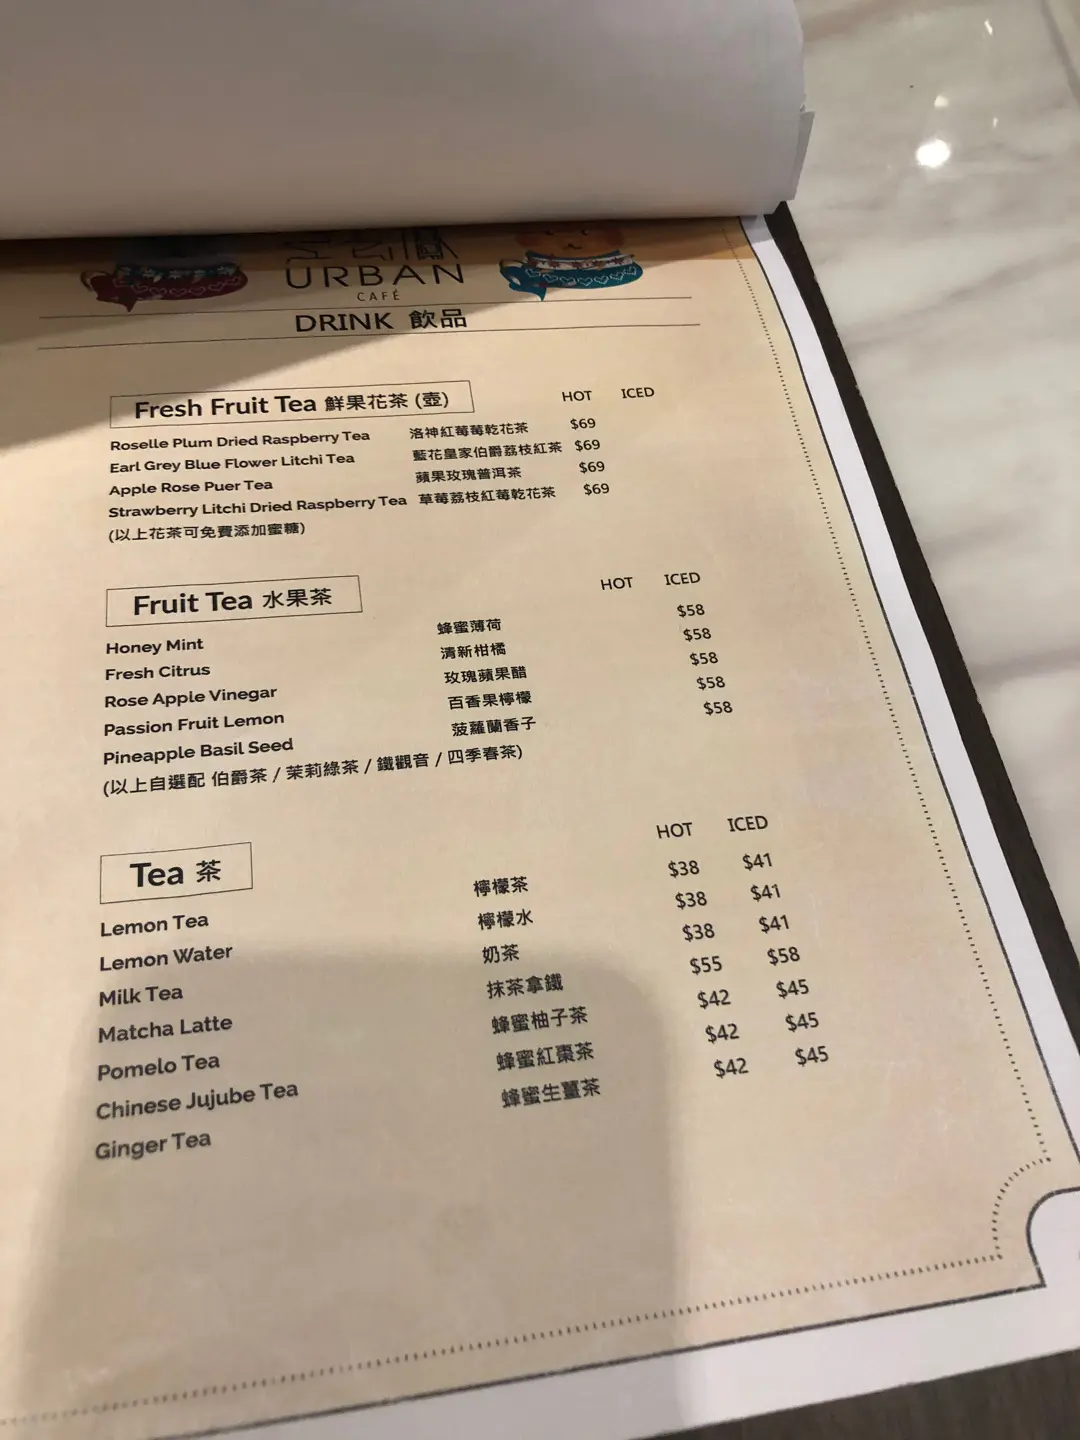 URBAN
CAFÉ
DRINK 飲品
Fresh Fruit Tea 鮮果花茶 (壺) HOT ICED
Roselle Plum Dried Raspberry Tea 洛神紅莓莓乾花茶 $69
Earl Grey Blue Flower Litchi Tea 藍花皇家伯爵荔枝紅茶 $69
Apple Rose Puer Tea 蘋果玫瑰普洱茶 $69
Strawberry Litchi Dried Raspberry Tea 草莓荔枝紅莓乾花茶 $69
(以上花茶可免費添加蜜糖)
Fruit Tea 水果茶 HOT ICED
Honey Mint 蜂蜜薄荷 $58
Fresh Citrus 清新柑橘 $58
Rose Apple Vinegar 玫瑰蘋果醋 $58
Passion Fruit Lemon 百香果檸檬 $58
Pineapple Basil Seed 菠蘿蘭香子 $58
(以上自選配 伯爵茶 / 茉莉綠茶 / 鐵觀音 / 四季春茶)
Tea 茶 HOT ICED
Lemon Tea 檸檬茶 $38 $41
Lemon Water 檸檬水 $38 $41
Milk Tea 奶茶 $38 $41
Matcha Latte 抹茶拿鐵 $55 $58
Pomelo Tea 蜂蜜柚子茶 $42 $45
Chinese Jujube Tea 蜂蜜紅棗茶 $42 $45
Ginger Tea 蜂蜜生薑茶 $42 $45